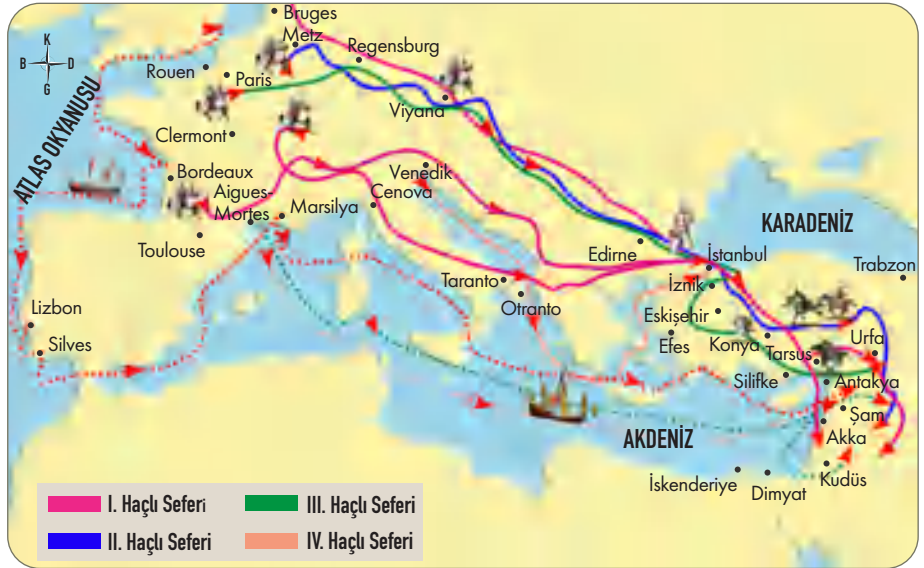 Bruges
Metz
Regensburg
K
B D
G
Rouen
Paris
Viyana
ATLAS OKYANUSU
Clermont
Bordeaux
Venedik
Aigues-
Mortes
Marsilya
Cenova
Toulouse
KARADENİZ
Edirne
İstanbul
Trabzon
Taranto
İznik
Otranto
Lizbon
Eskişehir
Efes
Konya
Urfa
Silves
Tarsus
Silifke
Antakya
Şam
AKDENİZ
Akka
İskenderiye
Dimyat
Kudüs
I. Haçlı Seferi
III. Haçlı Seferi
II. Haçlı Seferi
IV. Haçlı Seferi